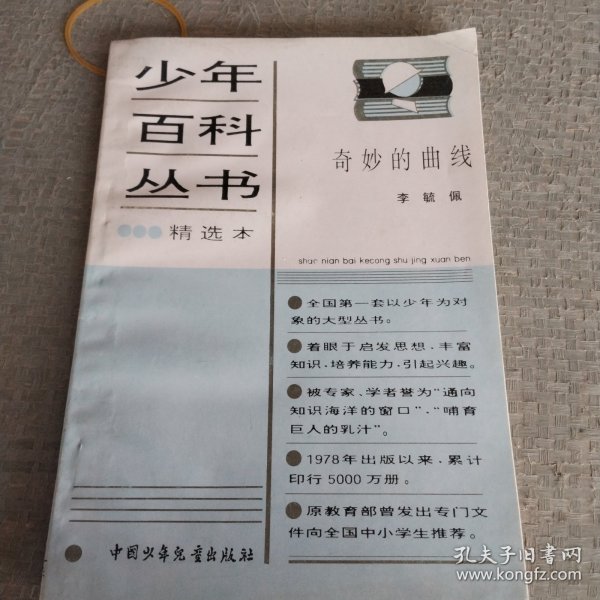 少年
百科
丛书
精选本
奇妙的曲线
李毓佩
shao nian bai kecong shu jing xuan ben
全国第一套以少年为对
象的大型丛书。
着眼于启发思想，丰富
知识，培养能力，引起兴趣。
被专家、学者誉为“通向
知识海洋的窗口”，“哺育
巨人的乳汁”。
1978年出版以来，累计
印行5000万册。
原教育部曾发出专门文
件向全国中小学生推荐。
中国少年儿童出版社
孔夫子旧书网
www.kongfz.com